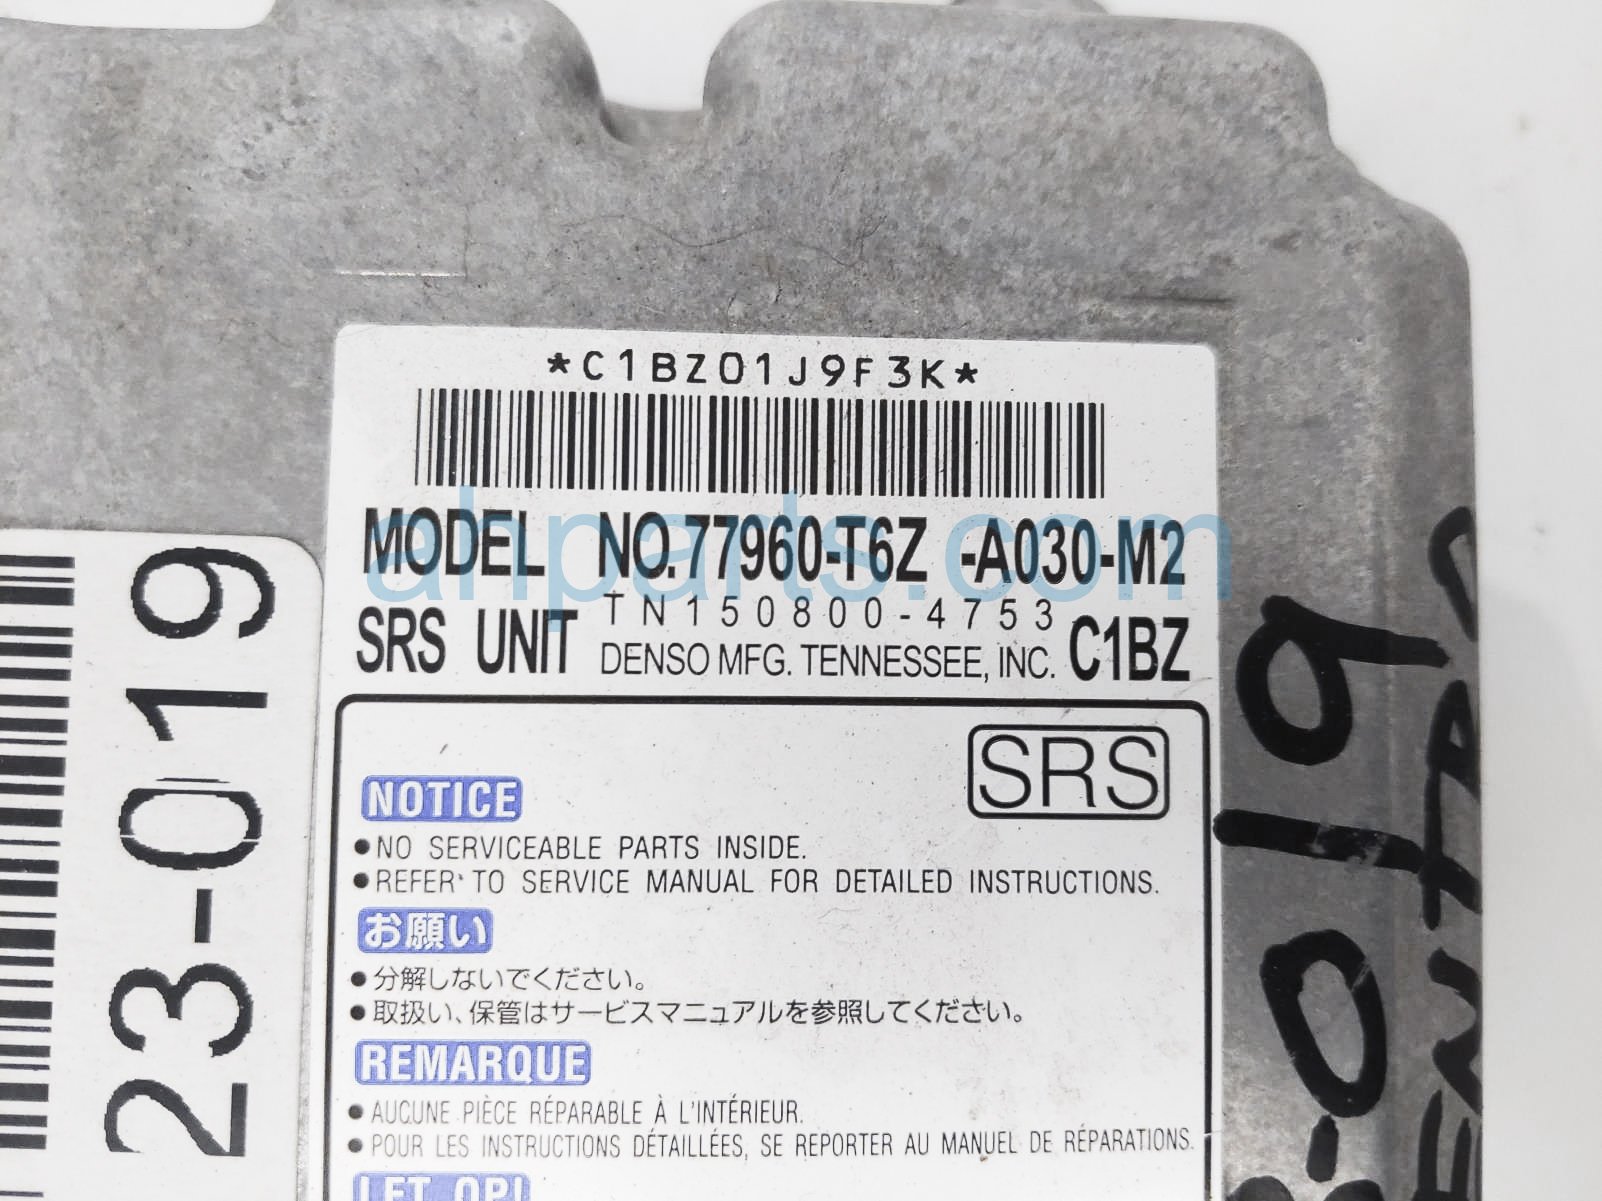 *C1BZ01J9F3K*
MODEL NO.77960-T6Z -A030-M2
SRS UNIT TN150800-4753
DENSO MFG. TENNESSEE, INC. C1BZ
SRS
NOTICE
●NO SERVICEABLE PARTS INSIDE.
●REFER TO SERVICE MANUAL FOR DETAILED INSTRUCTIONS.
お願い
●分解しないでください。
●取扱い、保管はサービスマニュアルを参照してください。
REMARQUE
●AUCUNE PIÈCE RÉPARABLE À L'INTÉRIEUR.
●POUR LES INSTRUCTIONS DÉTAILLÉES, SE REPORTER AU MANUEL DE RÉPARATIONS.
LET OP!
23-019
3-019
ahparts.com